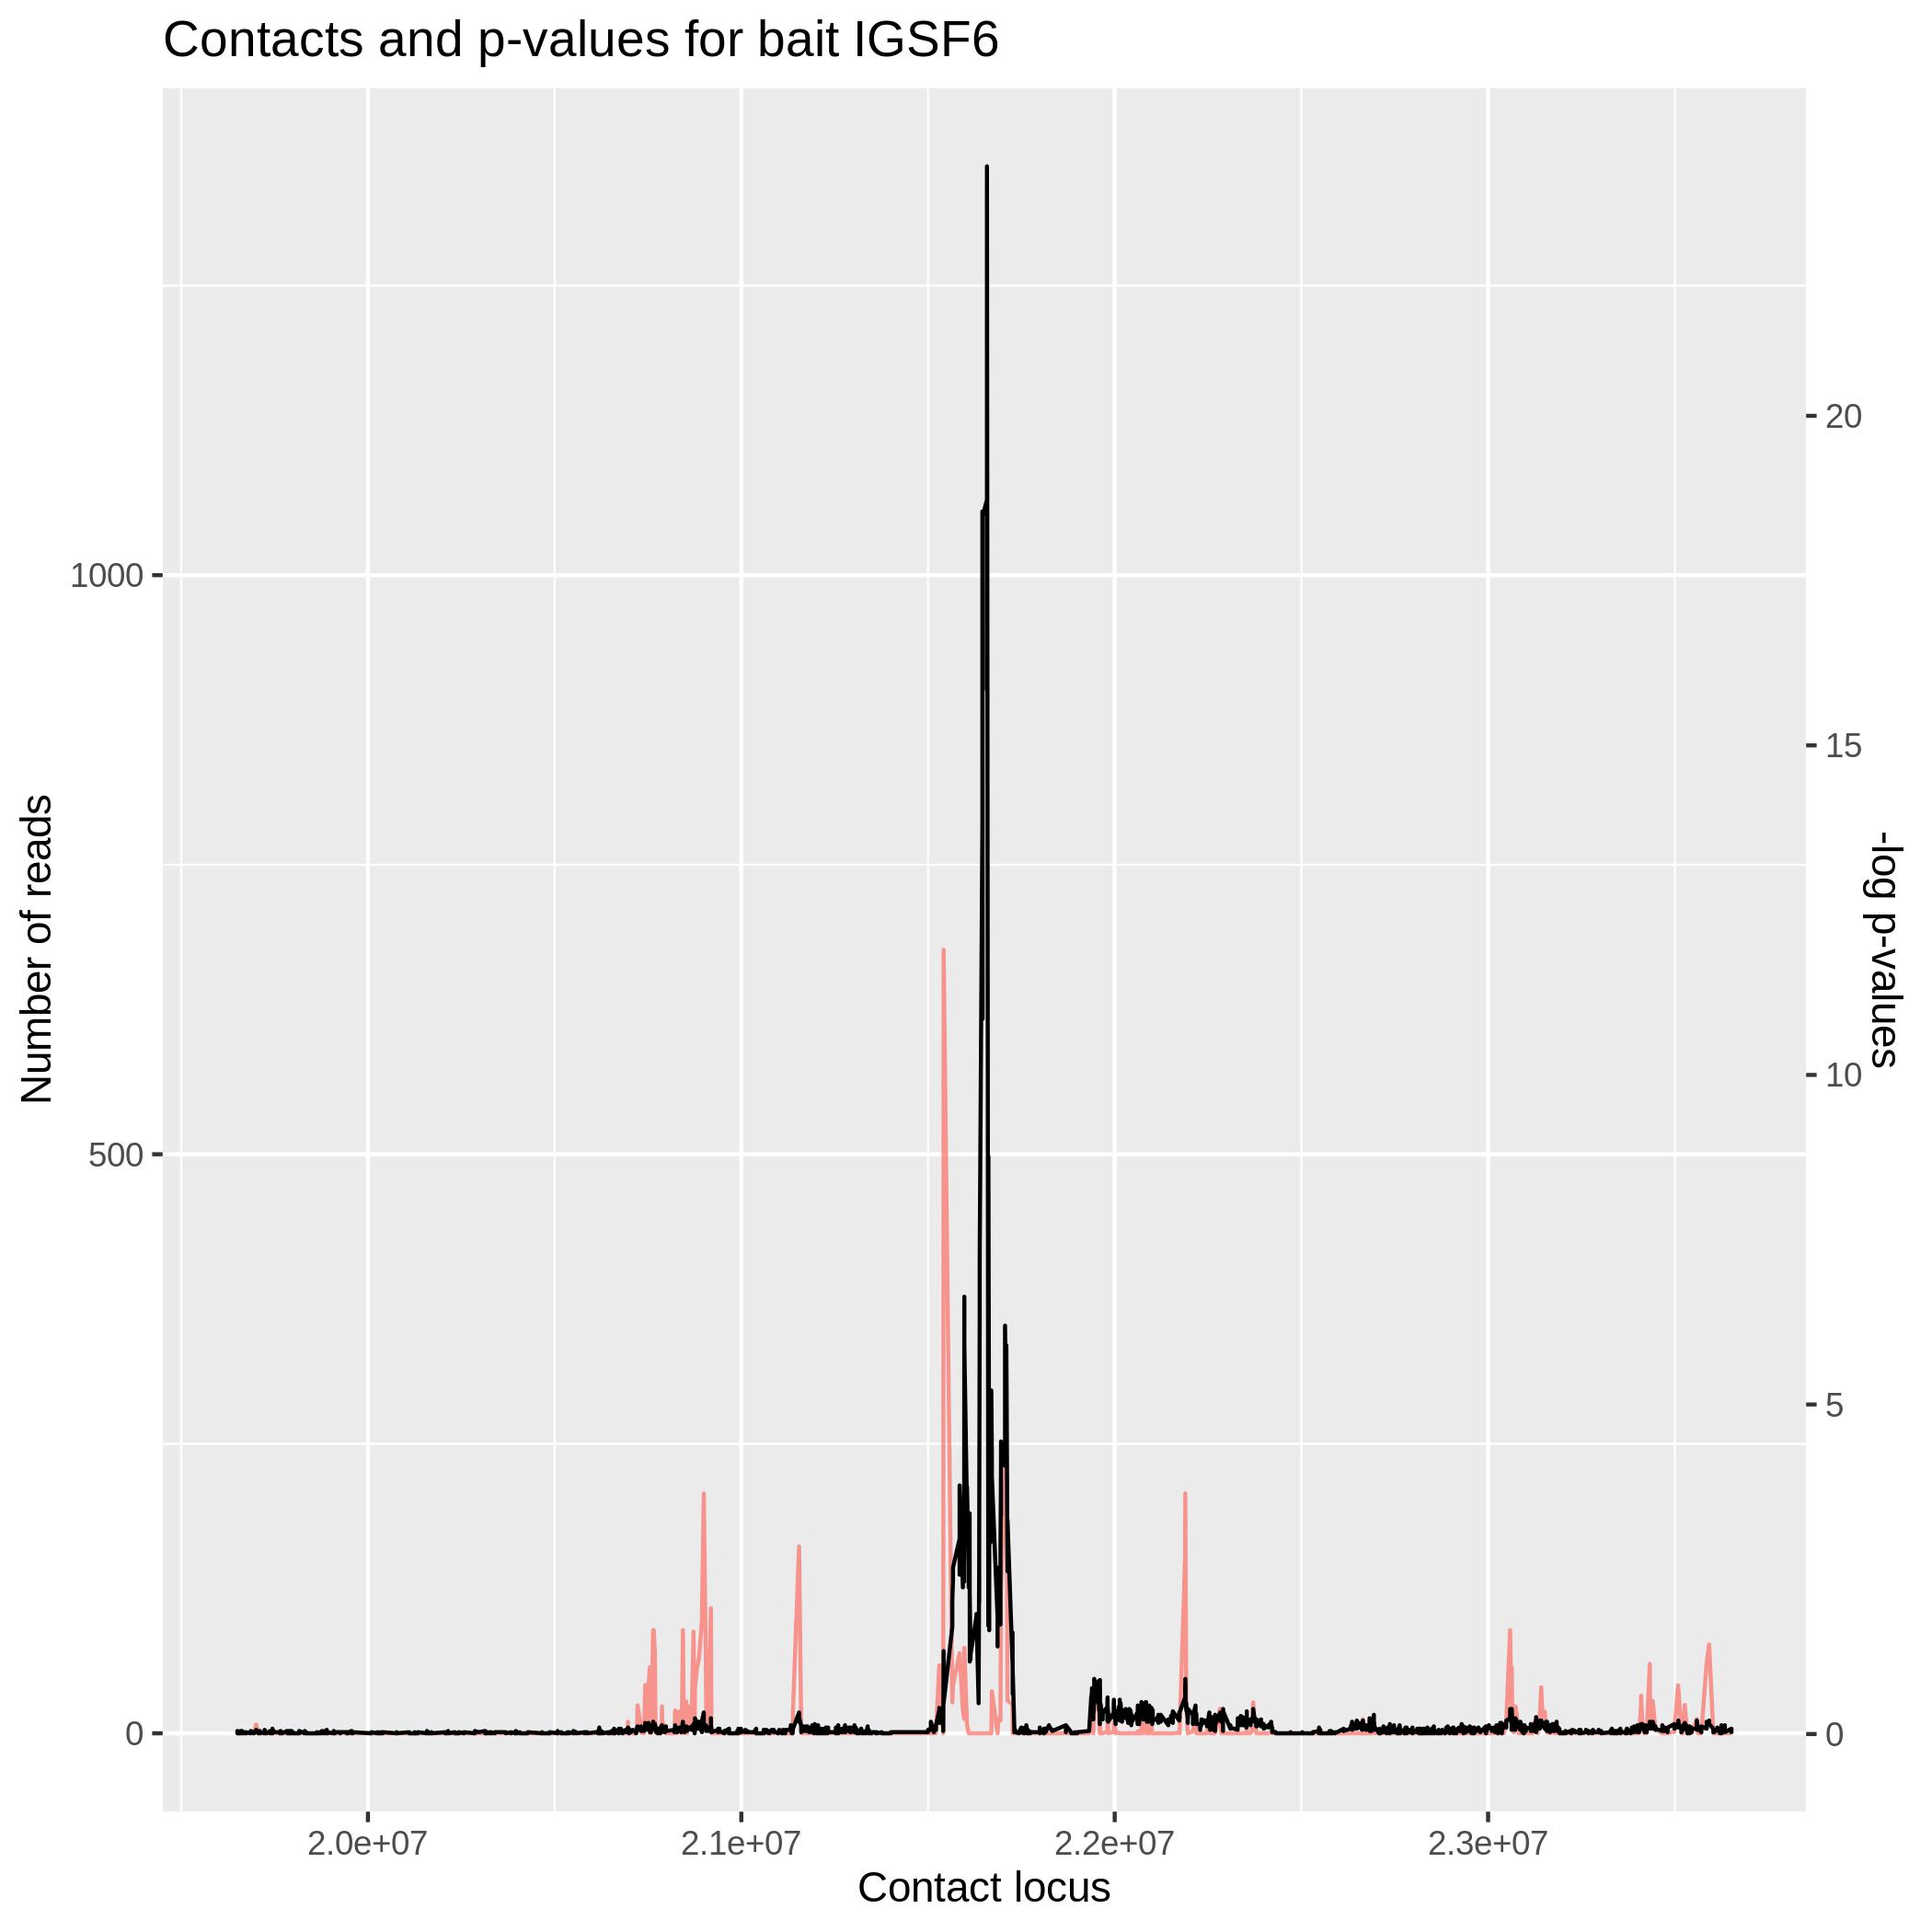 Contacts and p-values for bait IGSF6
Number of reads
1000
500
0
20
15
10
5
0
-log p-values
2.0e+07
2.1e+07
2.2e+07
2.3e+07
Contact locus